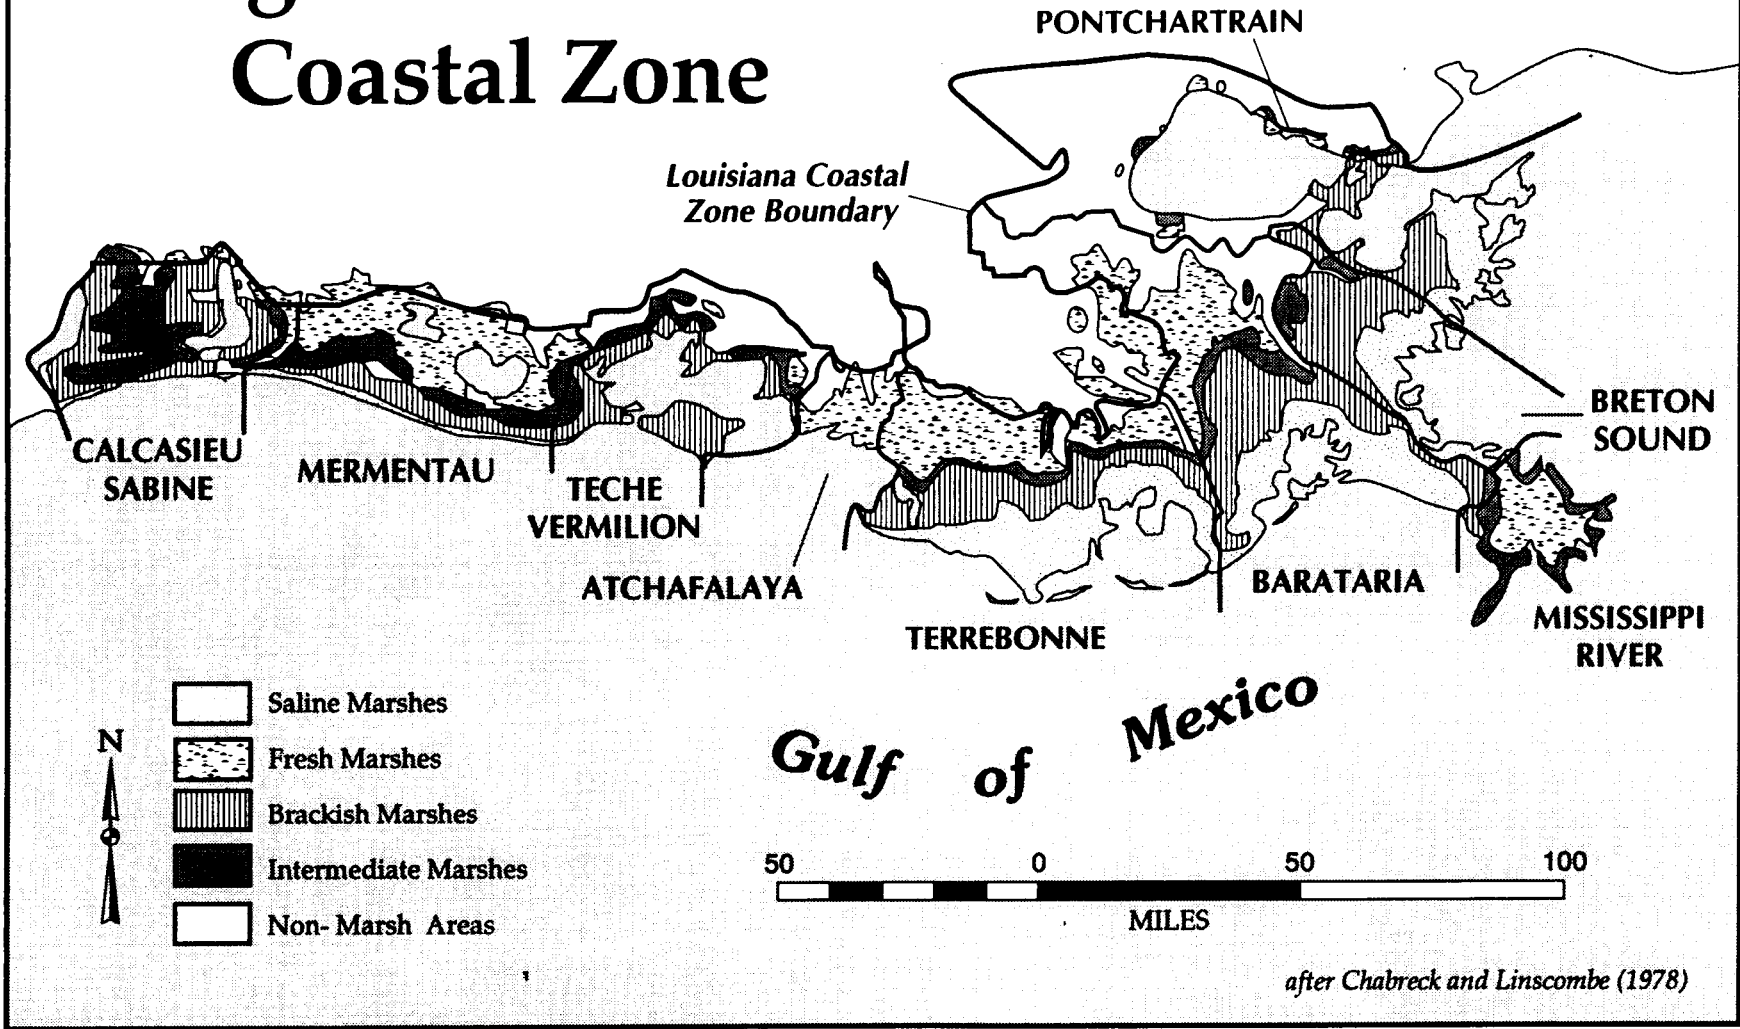 Coastal Zone
PONTCHARTRAIN
Louisiana Coastal
Zone Boundary
BRETON
SOUND
CALCASIEU
SABINE
MERMENTAU
TECHE
VERMILION
ATCHAFALAYA
BARATARIA
TERREBONNE
MISSISSIPPI
RIVER
Saline Marshes
Fresh Marshes
Brackish Marshes
Intermediate Marshes
Non- Marsh Areas
N
Gulf of Mexico
50 0 50 100
MILES
after Chabreck and Linscombe (1978)